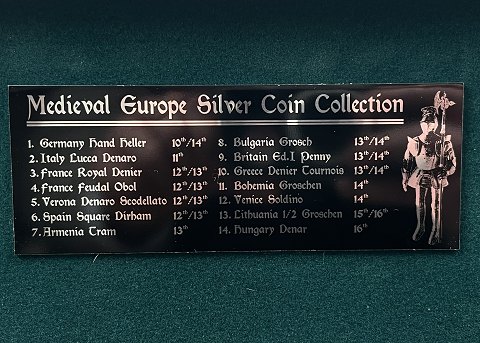 Medieval Europe Silver Coin Collection
1. Germany Hand Heller 10th/14th
2. Italy Lucca Denaro 11th
3. France Royal Denier 12th/13th
4. France Feudal Obol 12th/13th
5. Verona Denaro Scodellato 12th/13th
6. Spain Square Dirham 12th/13th
7. Armenia Tram 13th
8. Bulgaria Grosch 13th/14th
9. Britain Ed.I Penny 13th/14th
10. Greece Denier Tournois 13th/14th
11. Bohemia Groschen 14th
12. Venice Soldino 14th
13. Lithuania 1/2 Groschen 15th/16th
14. Hungary Denar 16th